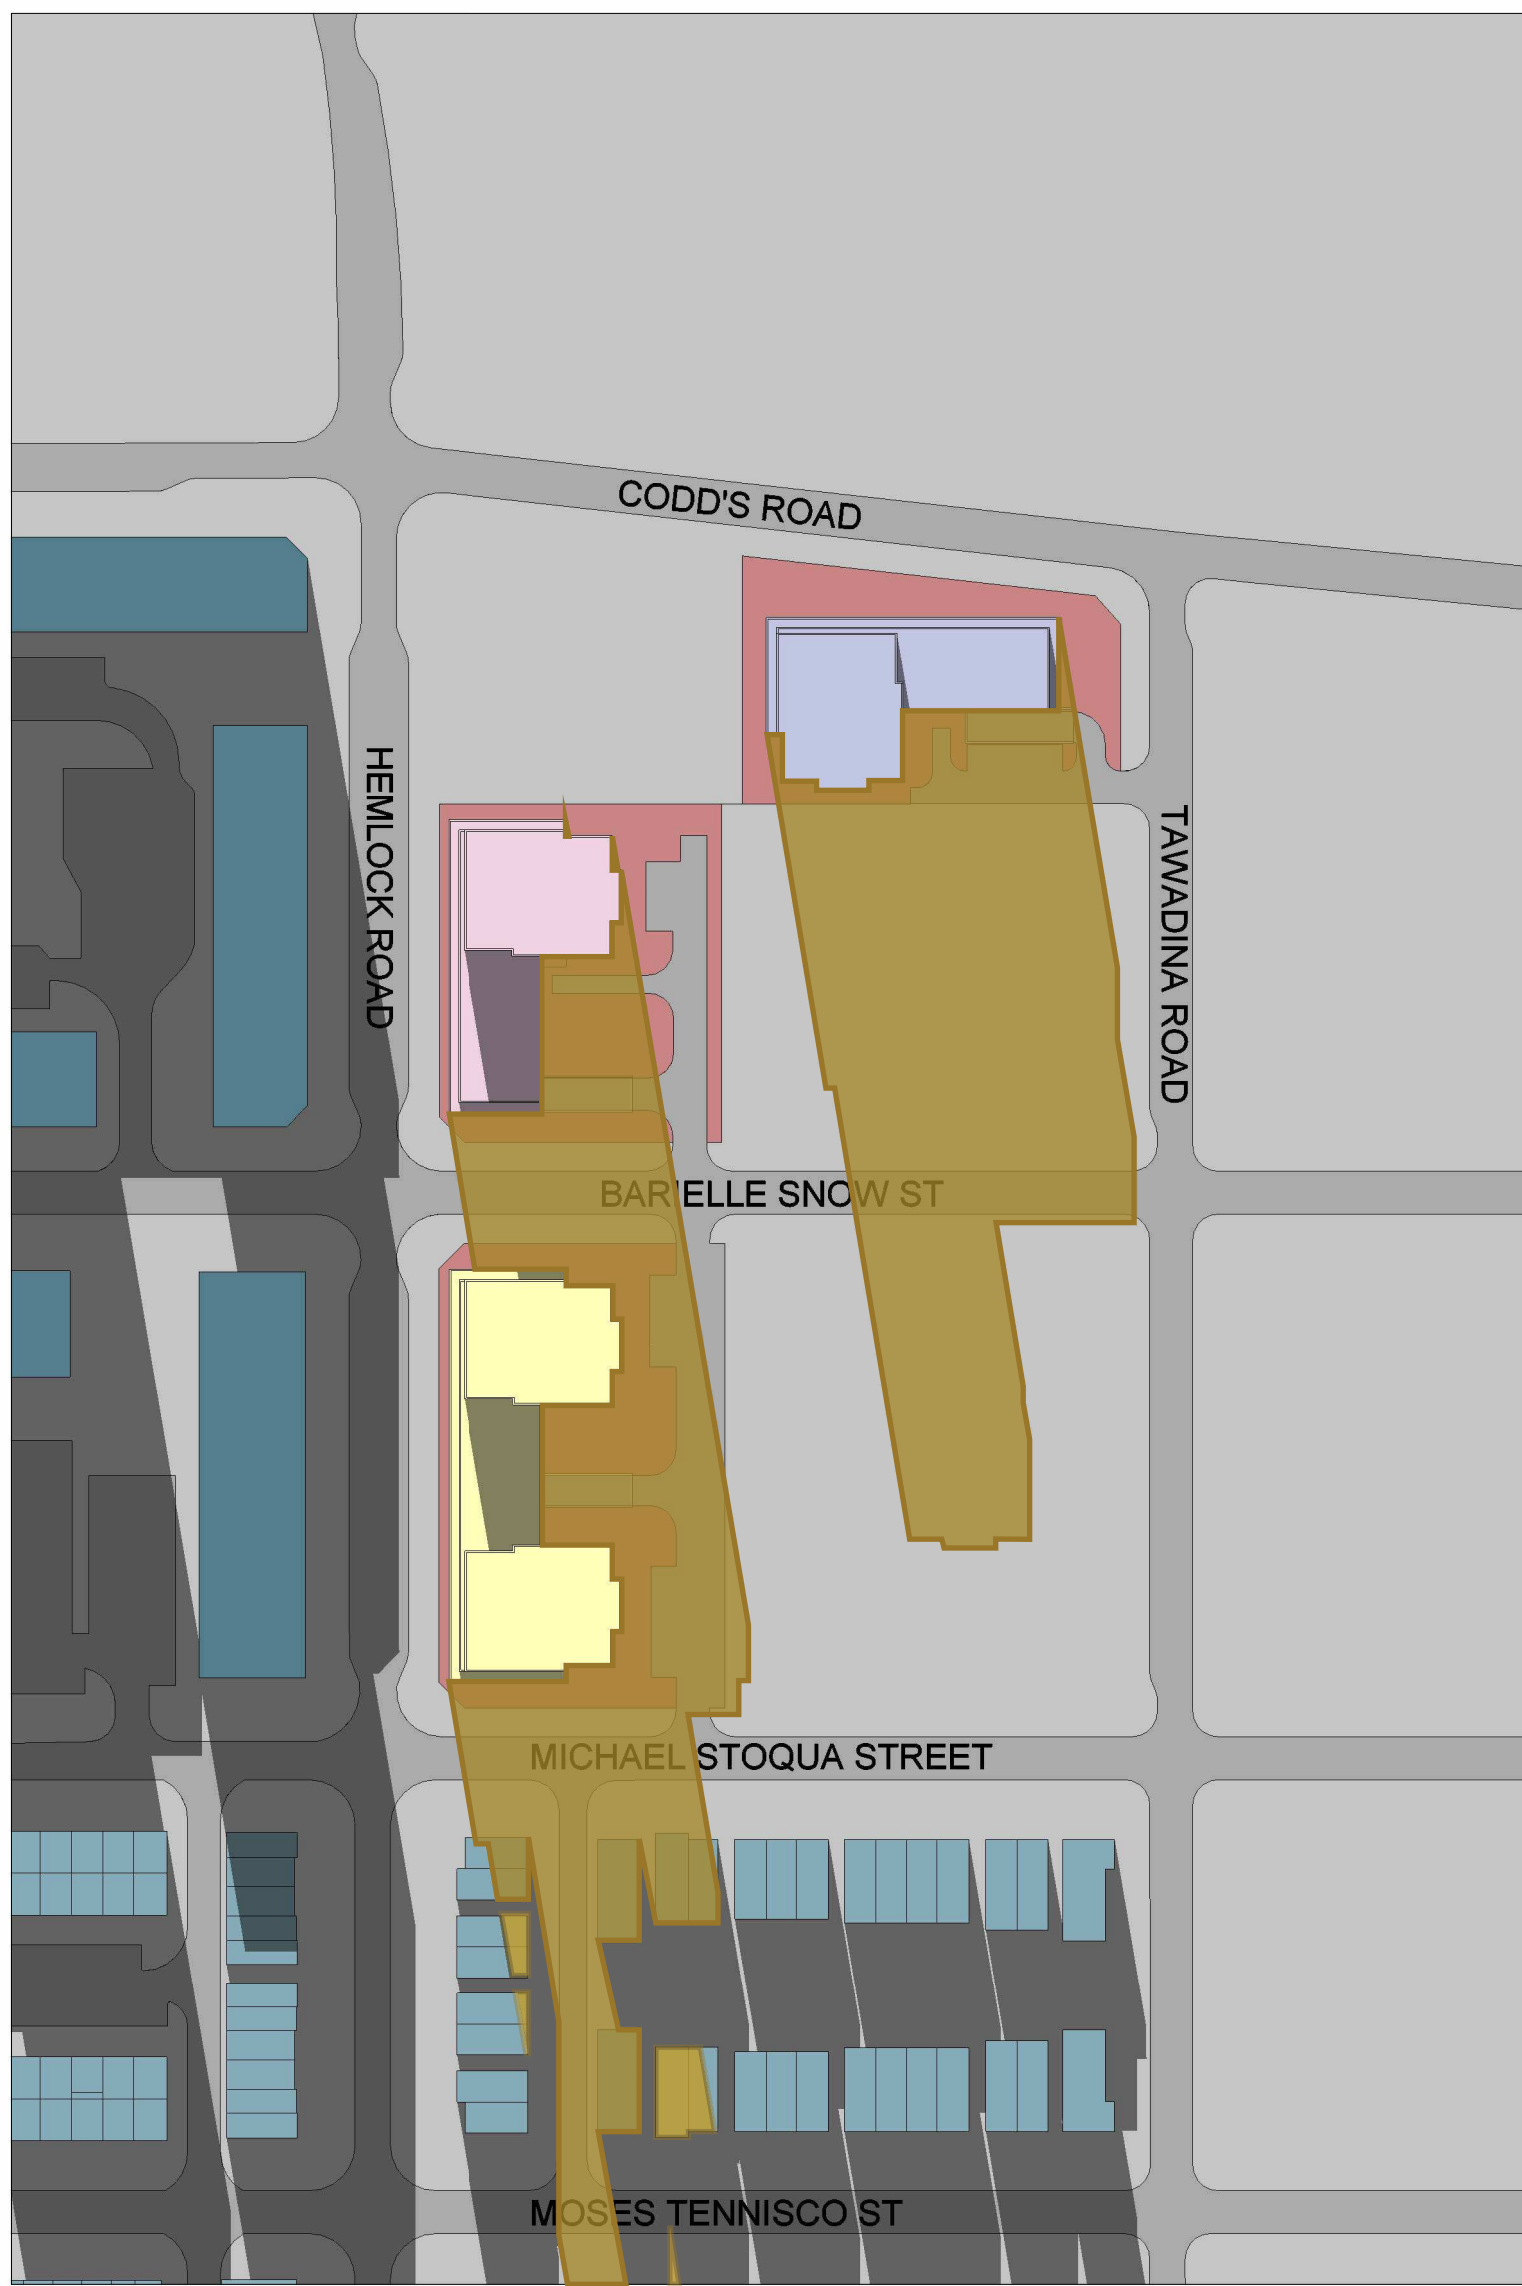 CODD'S ROAD
HEMLOCK ROAD
TAWADINA ROAD
BARIELLE SNOW ST
MICHAEL STOQUA STREET
MOSES TENNISCO ST